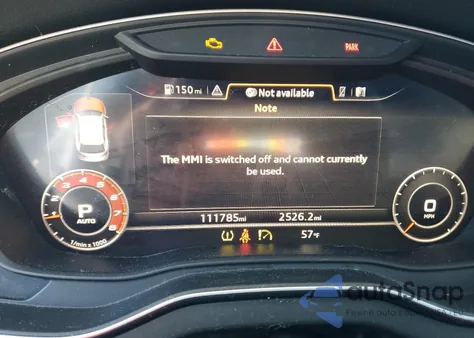 PARK
150 mi
Not available
Note
The MMI is switched off and cannot currently
be used.
P
AUTO
1/min x 1000
0
MPH
111785mi
2526.2mi
57°F
autoSnap